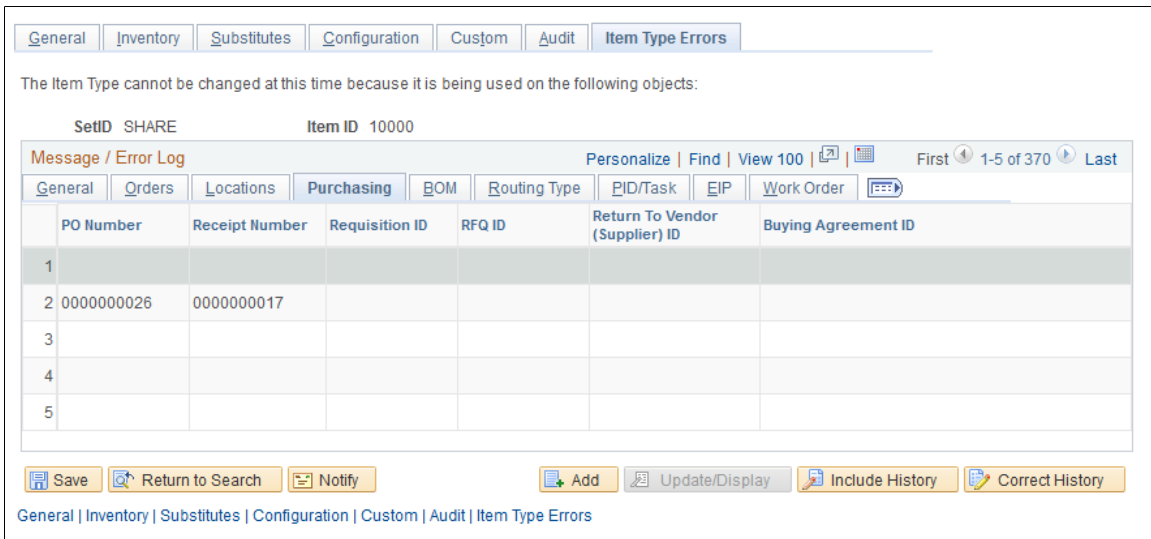 General Inventory Substitutes Configuration Custom Audit Item Type Errors
The Item Type cannot be changed at this time because it is being used on the following objects:
SetID SHARE Item ID 10000
Message / Error Log Personalize | Find | View 100 | | First 1-5 of 370 Last
General Orders Locations Purchasing BOM Routing Type PID/Task EIP Work Order
PO Number Receipt Number Requisition ID RFQ ID Return To Vendor (Supplier) ID Buying Agreement ID
1
2 0000000026 0000000017
3
4
5
Save Return to Search Notify Add Update/Display Include History Correct History
General | Inventory | Substitutes | Configuration | Custom | Audit | Item Type Errors